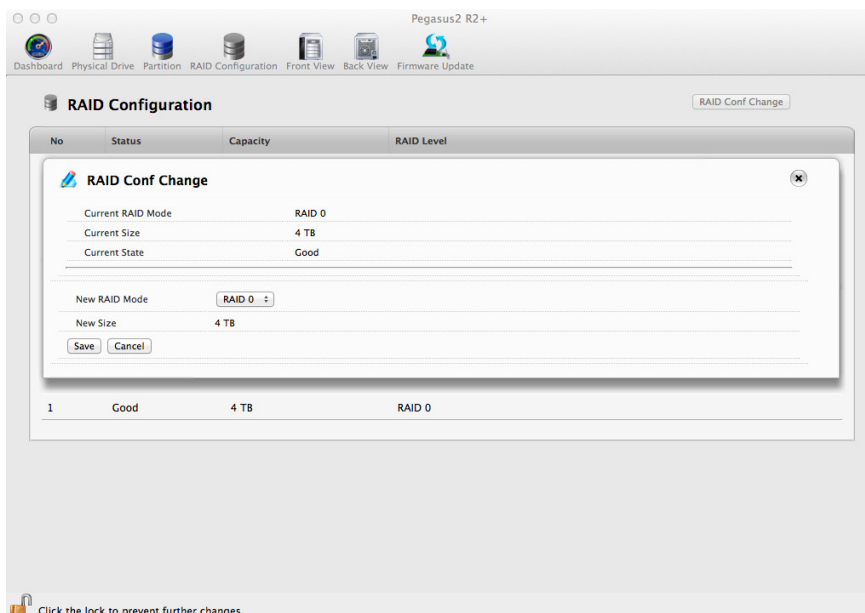 Pegasus2 R2+
Dashboard Physical Drive Partition RAID Configuration Front View Back View Firmware Update
RAID Configuration
RAID Conf Change
No Status Capacity RAID Level
RAID Conf Change
Current RAID Mode RAID 0
Current Size 4 TB
Current State Good
New RAID Mode RAID 0
New Size 4 TB
Save Cancel
1 Good 4 TB RAID 0
Click the lock to prevent further changes